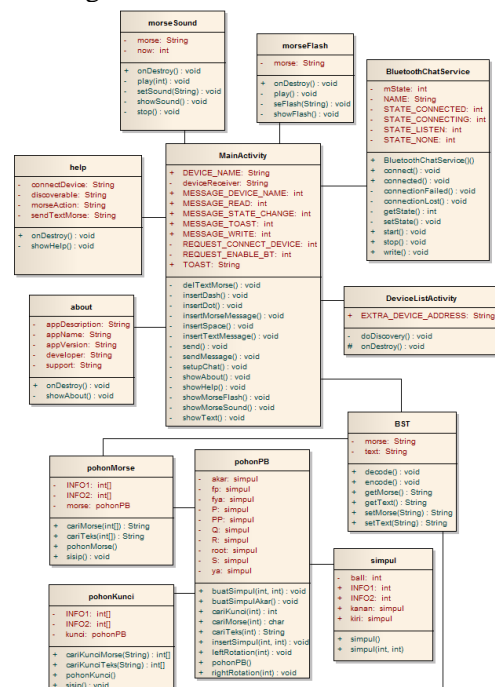 morseSound
- morse: String
- now: int
+ onDestroy() : void
- play(int) : void
- setSound(String) : void
- showSound() : void
- stop() : void
morseFlash
- morse: String
+ onDestroy() : void
- play() : void
- seFlash(String) : void
- showFlash() : void
BluetoothChatService
- mState: int
- NAME: String
- STATE_CONNECTED: int
- STATE_CONNECTING: int
- STATE_LISTEN: int
- STATE_NONE: int
+ BluetoothChatService()()
+ connect() : void
+ connected() : void
- connectionFailed() : void
- connectionLost() : void
- getState() : int
- setState() : void
+ start() : void
+ stop() : void
+ write() : void
help
- connectDevice: String
- discoverable: String
- morseAction: String
- sendTextMorse: String
+ onDestroy() : void
- showHelp() : void
MainActivity
+ DEVICE_NAME: String
- deviceReceiver: String
+ MESSAGE_DEVICE_NAME: int
+ MESSAGE_READ: int
+ MESSAGE_STATE_CHANGE: int
+ MESSAGE_TOAST: int
+ MESSAGE_WRITE: int
- REQUEST_CONNECT_DEVICE: int
- REQUEST_ENABLE_BT: int
+ TOAST: String
- delTextMorse() : void
- insertDash() : void
- insertDot() : void
- insertMorseMessage() : void
- insertSpace() : void
- insertTextMessage() : void
- send() : void
- sendMessage() : void
- setupChat() : void
- showAbout() : void
- showHelp() : void
- showMorseFlash() : void
- showMorseSound() : void
- showText() : void
about
- appDescription: String
- appName: String
- appVersion: String
- developer: String
- support: String
+ onDestroy() : void
- showAbout() : void
DeviceListActivity
+ EXTRA_DEVICE_ADDRESS: String
- doDiscovery() : void
# onDestroy() : void
BST
- morse: String
- text: String
+ decode() : void
+ encode() : void
+ getMorse() : String
+ getText() : String
+ setMorse(String) : String
+ setText(String) : String
pohonMorse
- INFO1: int[]
- INFO2: int[]
- morse: pohonPB
+ cariMorse(int[]) : String
+ cariTeks(int[]) : String
+ pohonMorse()
+ sisip() : void
pohonPB
- akar: simpul
- fp: simpul
- fya: simpul
- P: simpul
- PP: simpul
- Q: simpul
- R: simpul
- root: simpul
- S: simpul
- ya: simpul
+ buatSimpul(int, int) : void
+ buatSimpulAkar() : void
+ cariKunci(int) : int
+ cariMorse(int) : char
+ cariTeks(int) : String
+ insertSimpul(int, int) : void
+ leftRotation(int) : void
+ pohonPB()
+ rightRotation(int) : void
simpul
- ball: int
+ INFO1: int
+ INFO2: int
+ kanan: simpul
+ kiri: simpul
+ simpul()
+ simpul(int, int)
pohonKunci
- INFO1: int[]
- INFO2: int[]
- kunci: pohonPB
+ cariKunciMorse(String) : int[]
+ cariKunciTeks(String) : int[]
+ pohonKunci()
+ sisip() : void